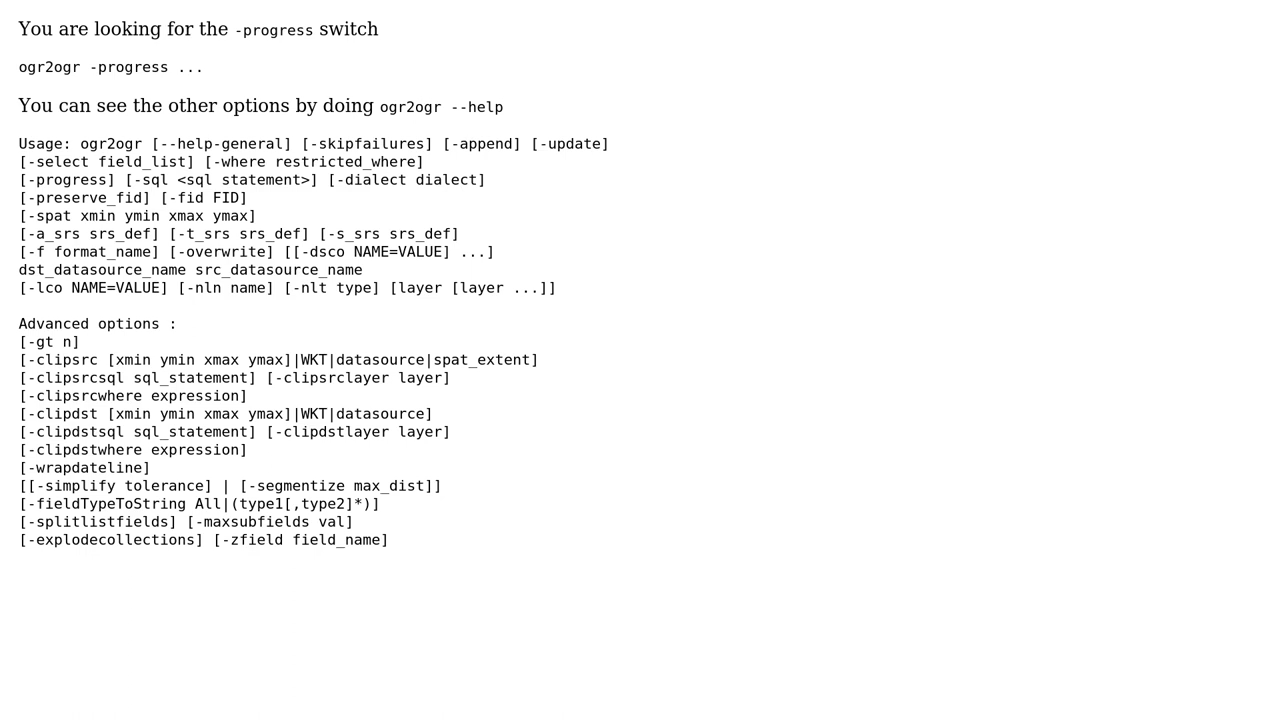 You are looking for the -progress switch
ogr2ogr -progress ...
You can see the other options by doing ogr2ogr --help
Usage: ogr2ogr [--help-general] [-skipfailures] [-append] [-update]
[-select field_list] [-where restricted_where]
[-progress] [-sql <sql statement>] [-dialect dialect]
[-preserve_fid] [-fid FID]
[-spat xmin ymin xmax ymax]
[-a_srs srs_def] [-t_srs srs_def] [-s_srs srs_def]
[-f format_name] [-overwrite] [[-dsco NAME=VALUE] ...]
dst_datasource_name src_datasource_name
[-lco NAME=VALUE] [-nln name] [-nlt type] [layer [layer ...]]
Advanced options :
[-gt n]
[-clipsrc [xmin ymin xmax ymax]|WKT|datasource|spat_extent]
[-clipsrcsql sql_statement] [-clipsrclayer layer]
[-clipsrcwhere expression]
[-clipdst [xmin ymin xmax ymax]|WKT|datasource]
[-clipdstsql sql_statement] [-clipdstlayer layer]
[-clipdstwhere expression]
[-wrapdateline]
[[-simplify tolerance] | [-segmentize max_dist]]
[-fieldTypeToString All|(type1[,type2]*)]
[-splitlistfields] [-maxsubfields val]
[-explodecollections] [-zfield field_name]